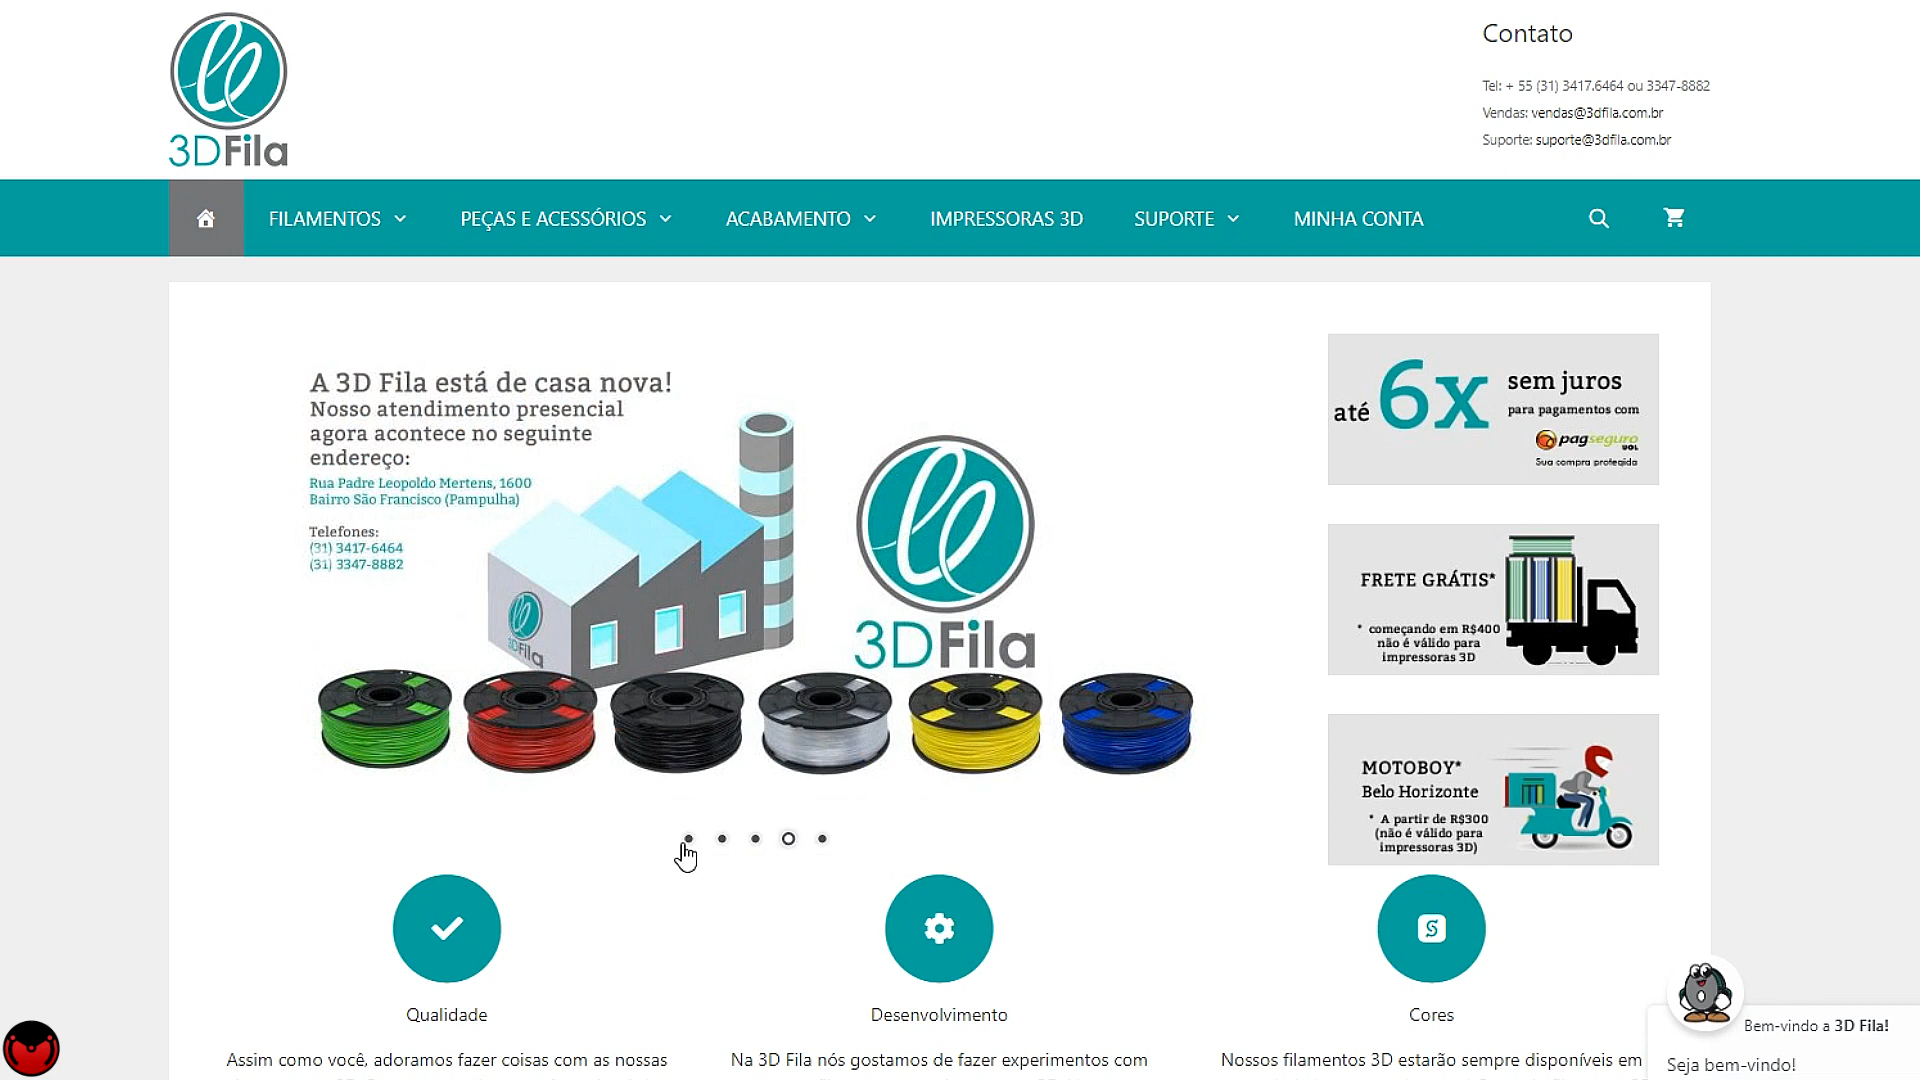 3DFila
Contato
Tel: + 55 (31) 3417.6464 ou 3347-8882
Vendas: vendas@3dfila.com.br
Suporte: suporte@3dfila.com.br
FILAMENTOS
PEÇAS E ACESSÓRIOS
ACABAMENTO
IMPRESSORAS 3D
SUPORTE
MINHA CONTA
A 3D Fila está de casa nova!
Nosso atendimento presencial
agora acontece no seguinte
endereço:
Rua Padre Leopoldo Mertens, 1600
Bairro São Francisco (Pampulha)
Telefones:
(31) 3417-6464
(31) 3347-8882
3DFila
3DFila
até 6x sem juros
para pagamentos com
pagseguro
UOL
Sua compra protegida
FRETE GRÁTIS*
* começando em R$400
não é válido para
impressoras 3D
MOTOBOY*
Belo Horizonte
* A partir de R$300
(não é válido para
impressoras 3D)
Qualidade
Desenvolvimento
Cores
Assim como você, adoramos fazer coisas com as nossas
Na 3D Fila nós gostamos de fazer experimentos com
Nossos filamentos 3D estarão sempre disponíveis em
Bem-vindo a 3D Fila!
Seja bem-vindo!